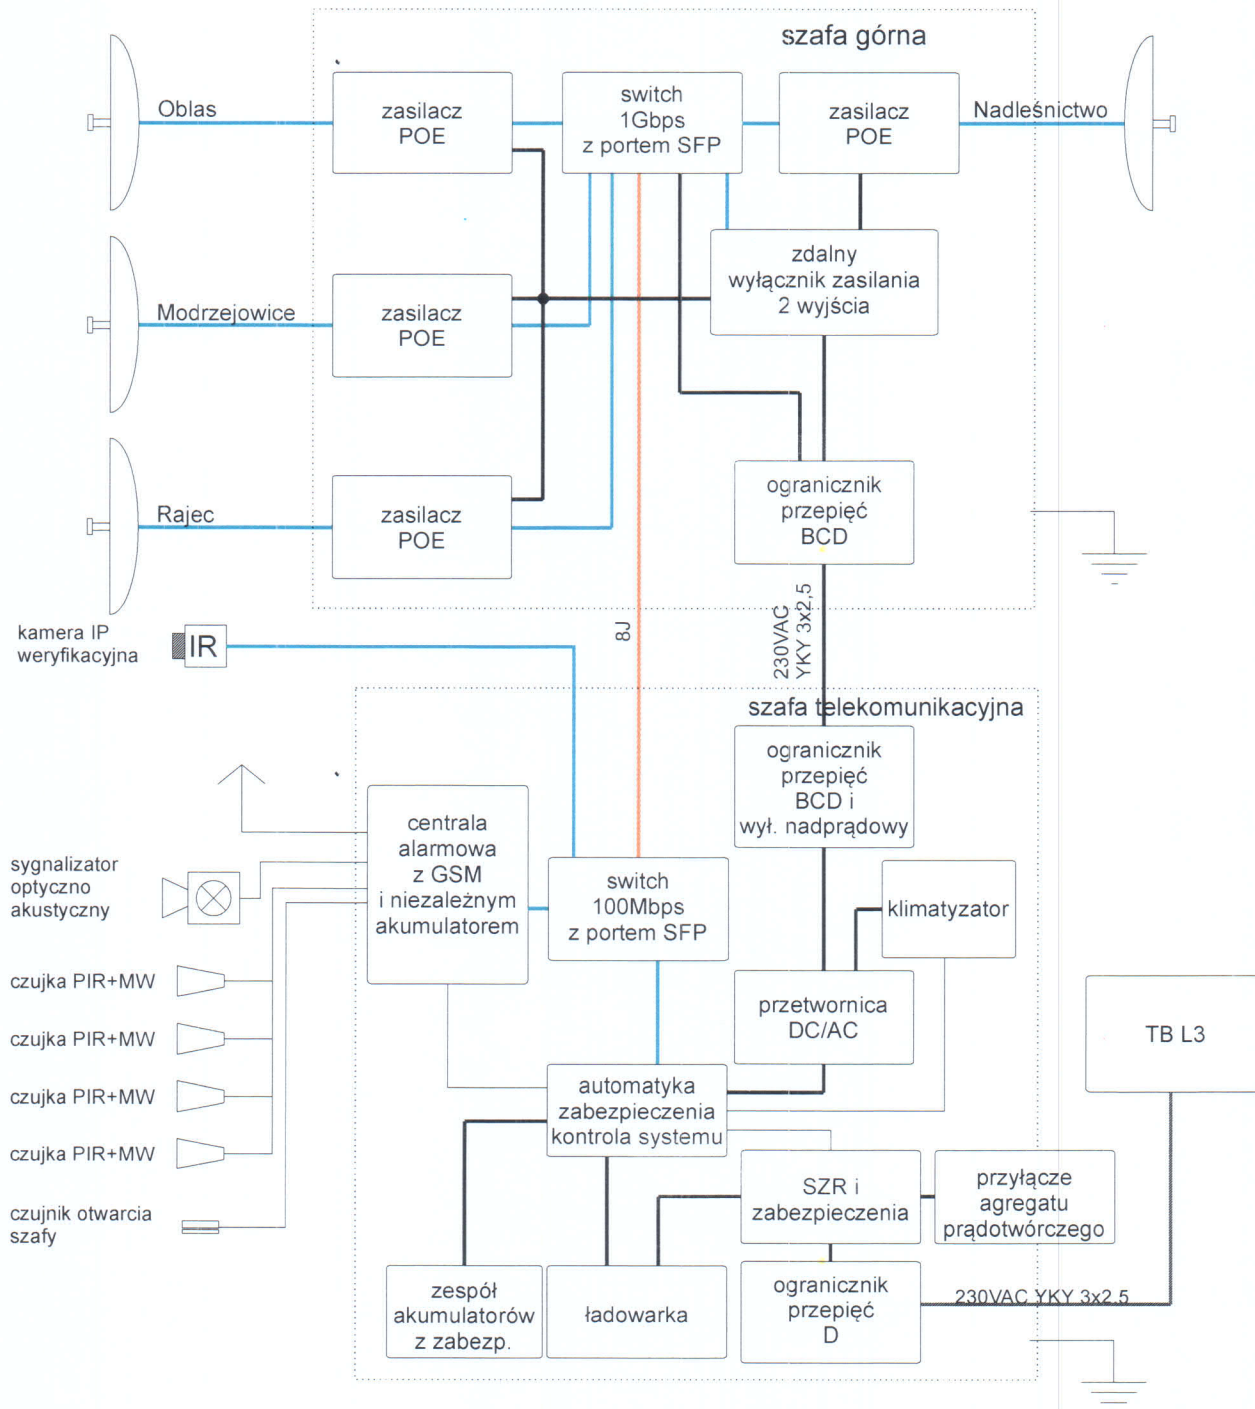 szafa górna
Oblas
zasilacz
POE
switch
1Gbps
z portem SFP
zasilacz
POE
Nadleśnictwo
zdalny
wyłącznik zasilania
2 wyjścia
Modrzejowice
zasilacz
POE
Rajec
zasilacz
POE
ogranicznik
przepięć
BCD
8J
230VAC
YKY 3x2,5
kamera IP
weryfikacyjna
IR
szafa telekomunikacyjna
ogranicznik
przepięć
BCD i
wył. nadprądowy
centrala
alarmowa
z GSM
i niezależnym
akumulatorem
sygnalizator
optyczno
akustyczny
switch
100Mbps
z portem SFP
klimatyzator
czujka PIR+MW
czujka PIR+MW
czujka PIR+MW
czujka PIR+MW
przetwornica
DC/AC
TB L3
automatyka
zabezpieczenia
kontrola systemu
SZR i
zabezpieczenia
przyłącze
agregatu
prądotwórczego
czujnik otwarcia
szafy
zespół
akumulatorów
z zabezp.
ładowarka
ogranicznik
przepięć
D
230VAC YKY 3x2,5